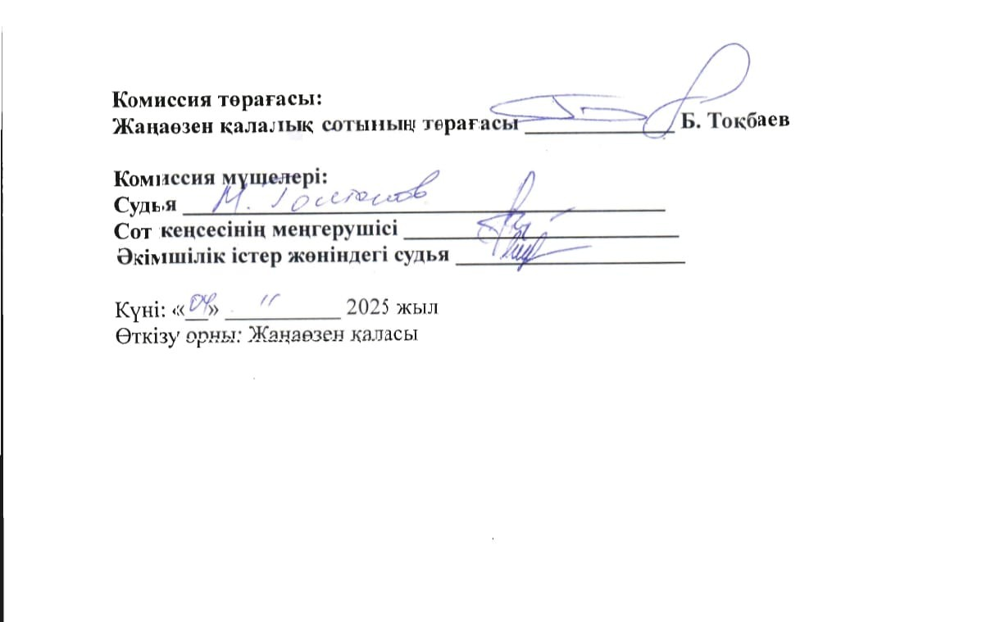 Комиссия төрағасы:
Жаңаөзен қалалық сотының төрағасы ______________ Б. Тоқбаев
Комиссия мүшелері:
Судья М.
Сот кеңсесінің меңгерушісі
Әкімшілік істер жөніндегі судья
Күні: «04» 11 2025 жыл
Өткізу орны: Жаңаөзен қаласы